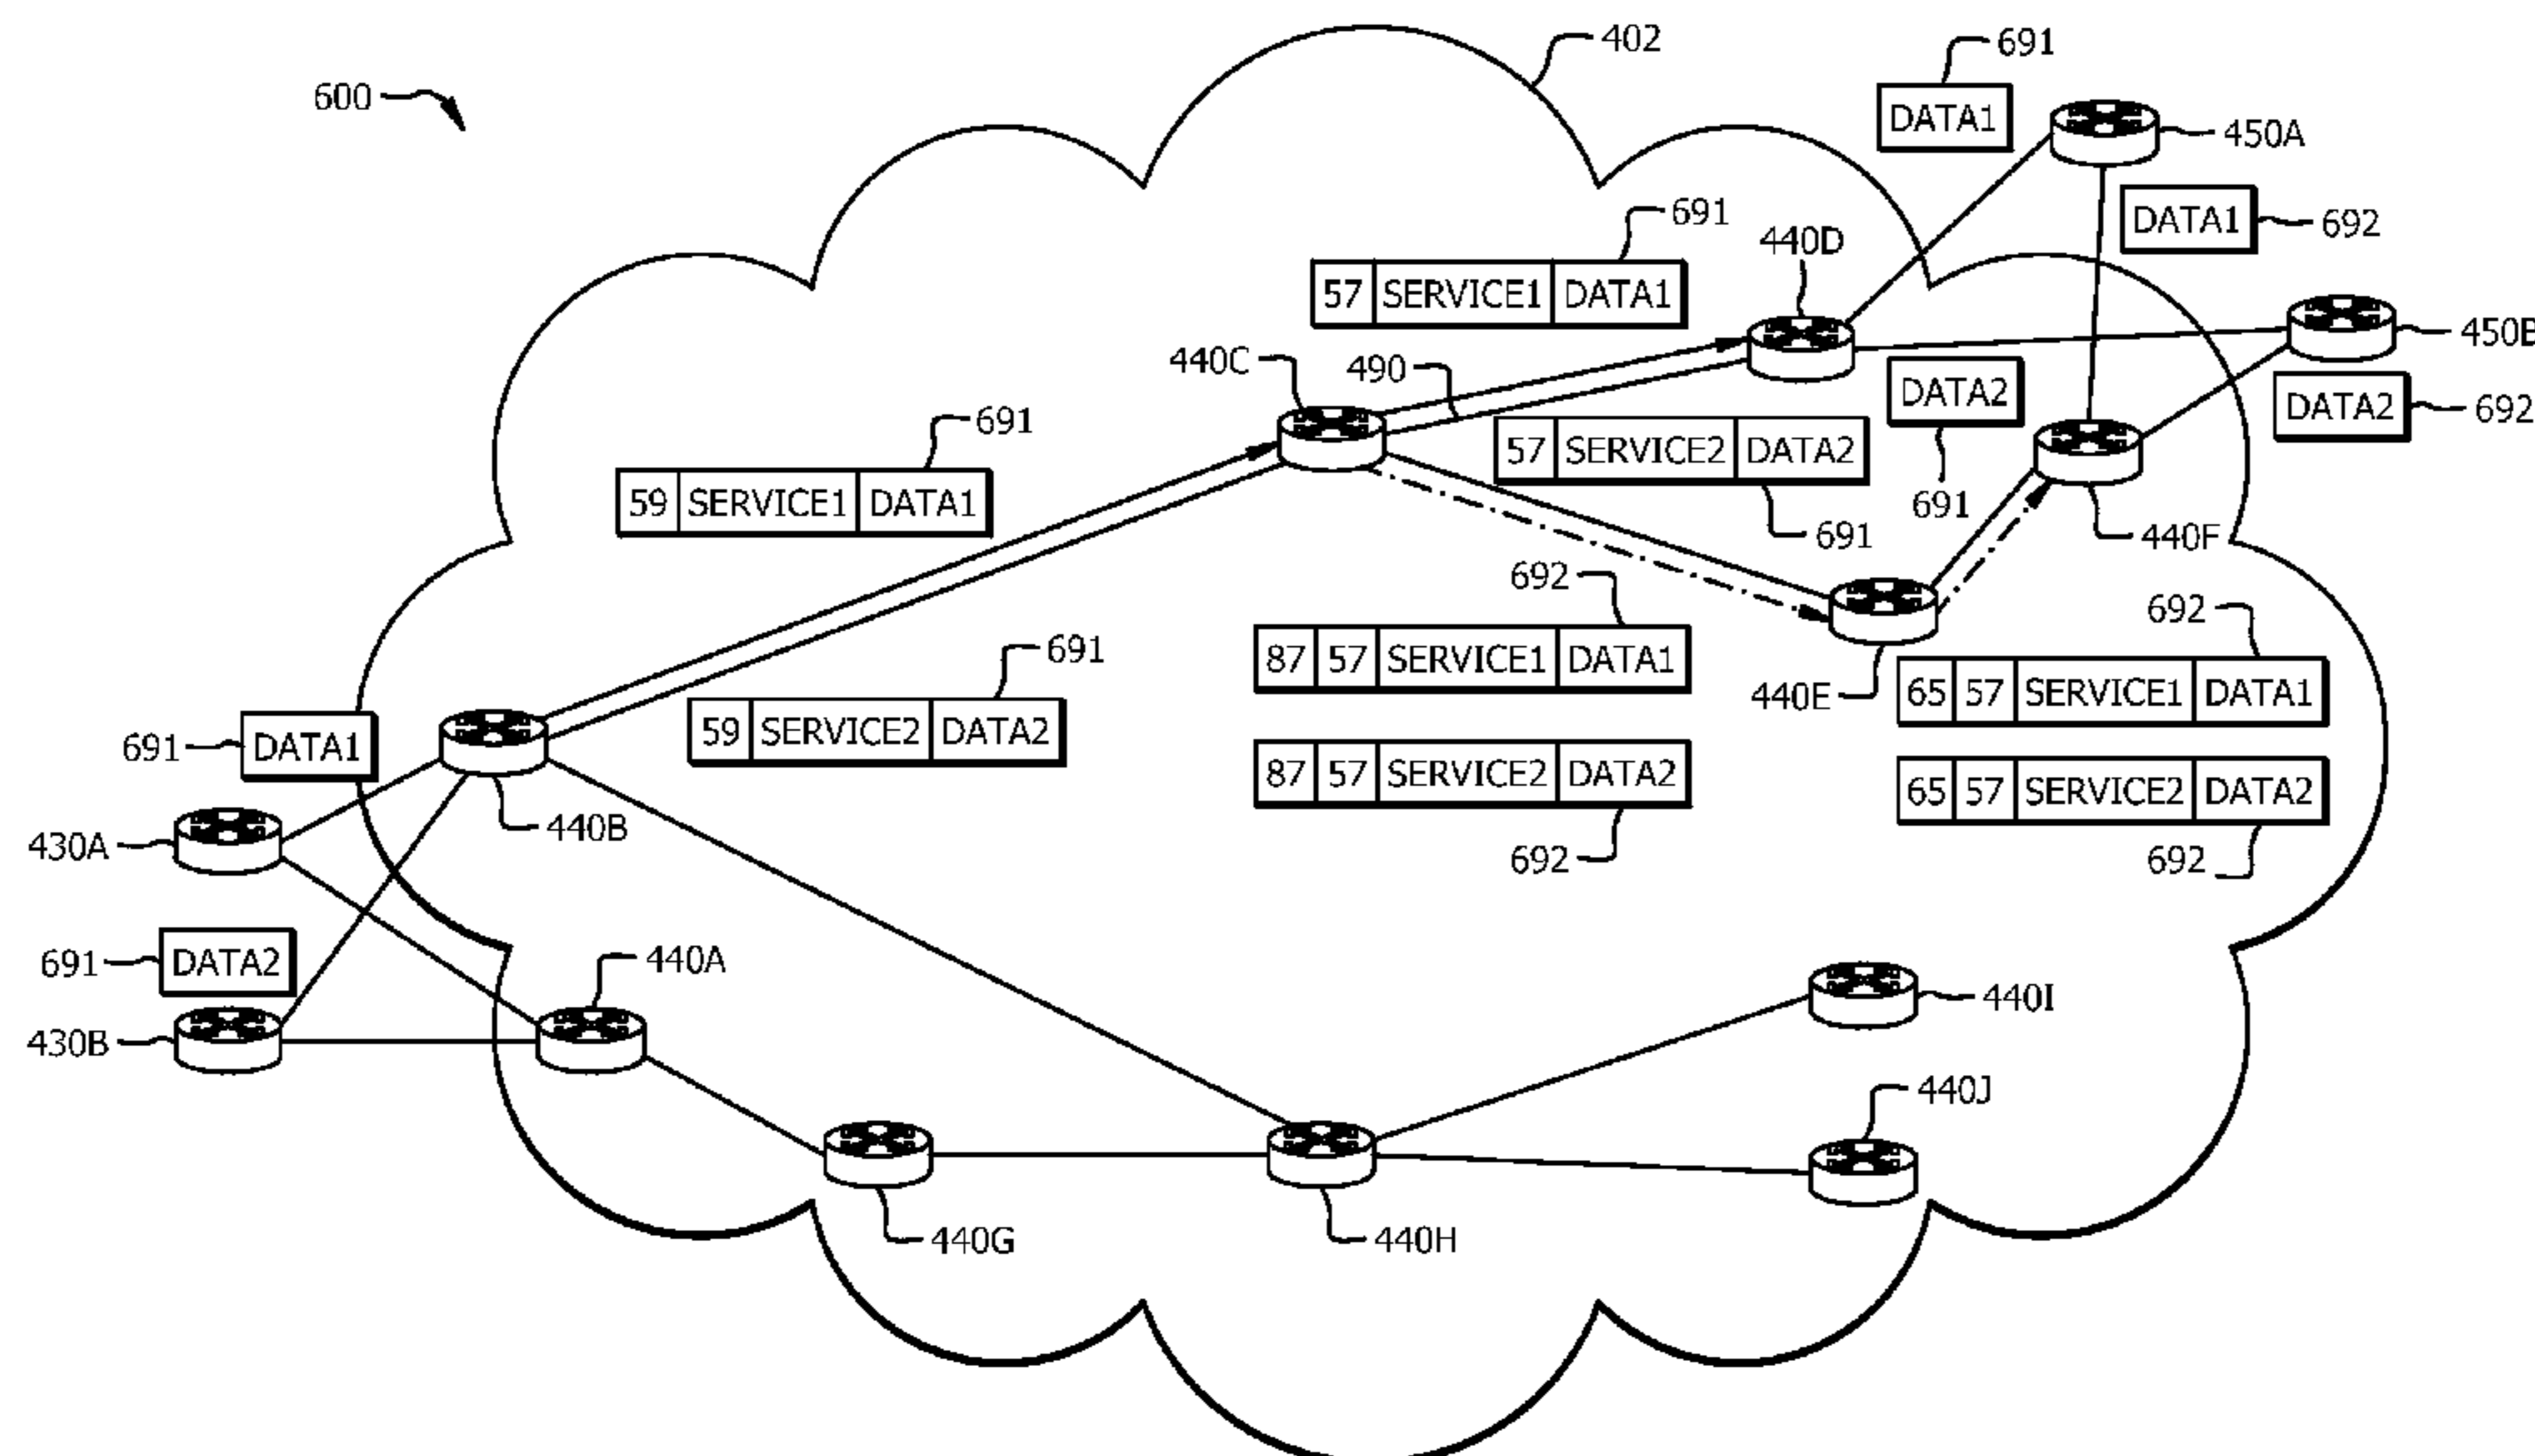 402
691
600
DATA1
450A
691
DATA1
692
440D
57 SERVICE1 DATA1
450B
440C
490
DATA2
DATA2
692
691
57 SERVICE2 DATA2
59 SERVICE1 DATA1
691
691
440F
692
692
691
87 57 SERVICE1 DATA1
65 57 SERVICE1 DATA1
440E
59 SERVICE2 DATA2
691
DATA1
87 57 SERVICE2 DATA2
65 57 SERVICE2 DATA2
440B
430A
692
692
691
DATA2
440A
440I
430B
440J
440G
440H